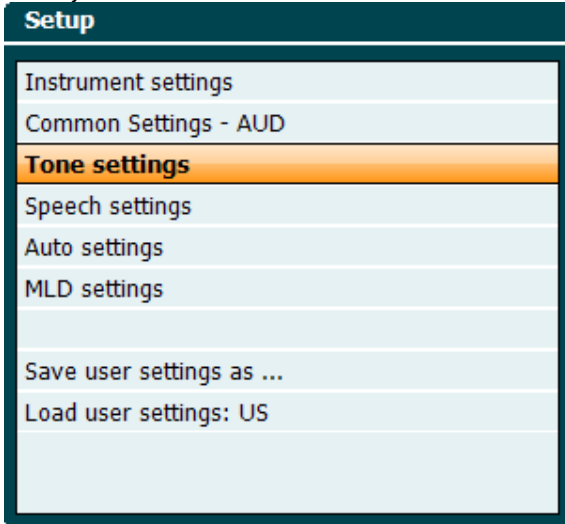 Setup
Instrument settings
Common Settings - AUD
Tone settings
Speech settings
Auto settings
MLD settings
Save user settings as ...
Load user settings: US